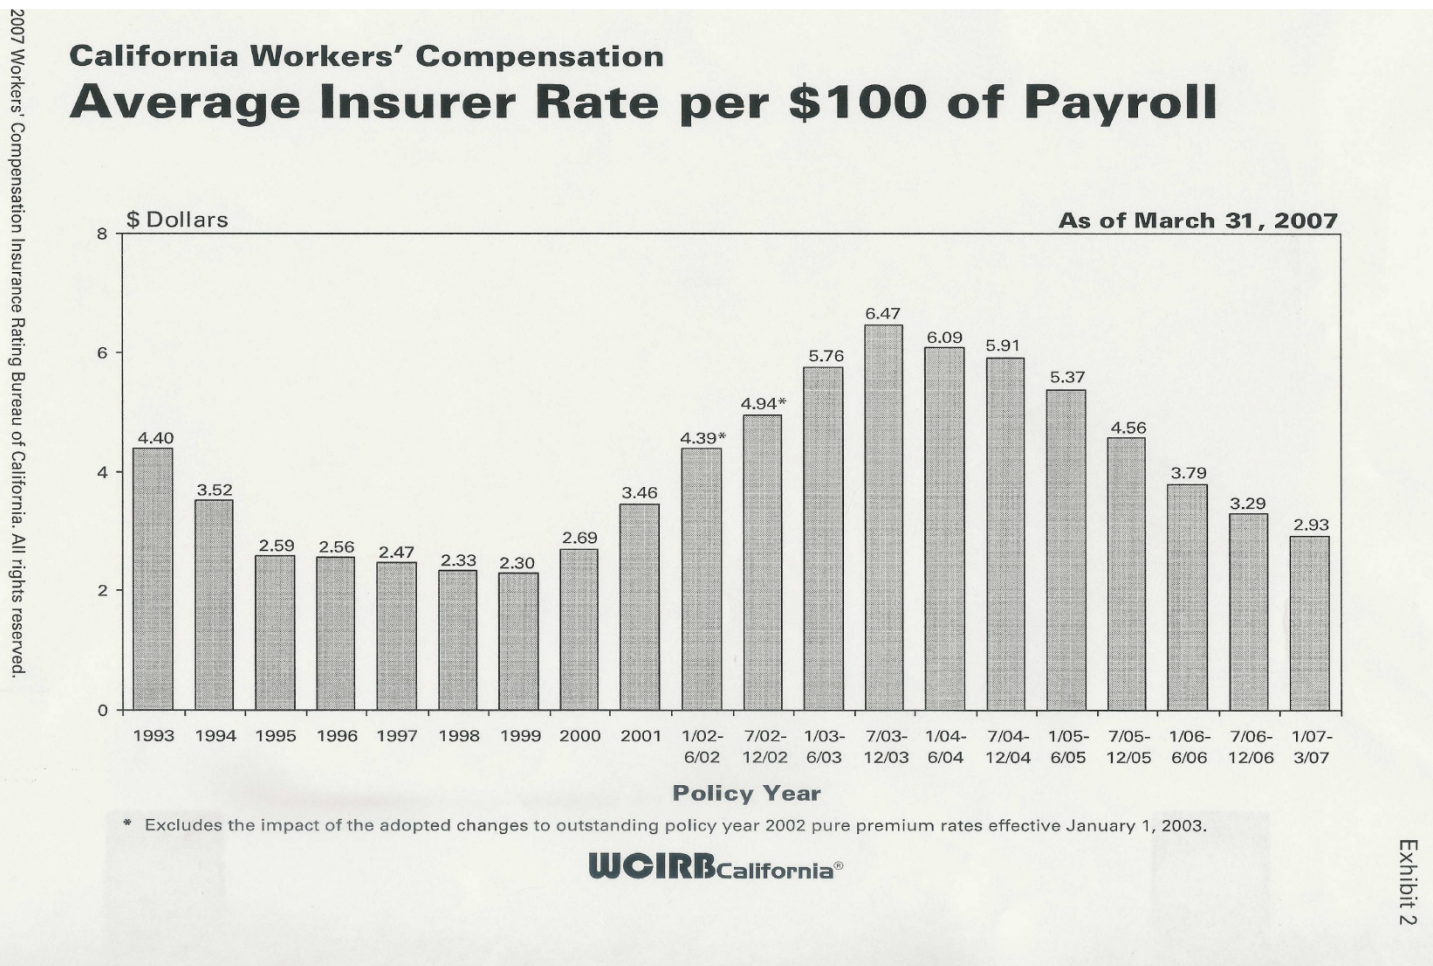 2007 Workers' Compensation Insurance Rating Bureau of California. All rights reserved.
California Workers' Compensation
Average Insurer Rate per $100 of Payroll
$ Dollars
As of March 31, 2007
8
6
4
2
0
4.40
3.52
2.59
2.56
2.47
2.33
2.30
2.69
3.46
4.39*
4.94*
5.76
6.47
6.09
5.91
5.37
4.56
3.79
3.29
2.93
1993 1994 1995 1996 1997 1998 1999 2000 2001 1/02- 7/02- 1/03- 7/03- 1/04- 7/04- 1/05- 7/05- 1/06- 7/06- 1/07-
6/02 12/02 6/03 12/03 6/04 12/04 6/05 12/05 6/06 12/06 3/07
Policy Year
* Excludes the impact of the adopted changes to outstanding policy year 2002 pure premium rates effective January 1, 2003.
WCIRBCalifornia®
Exhibit 2